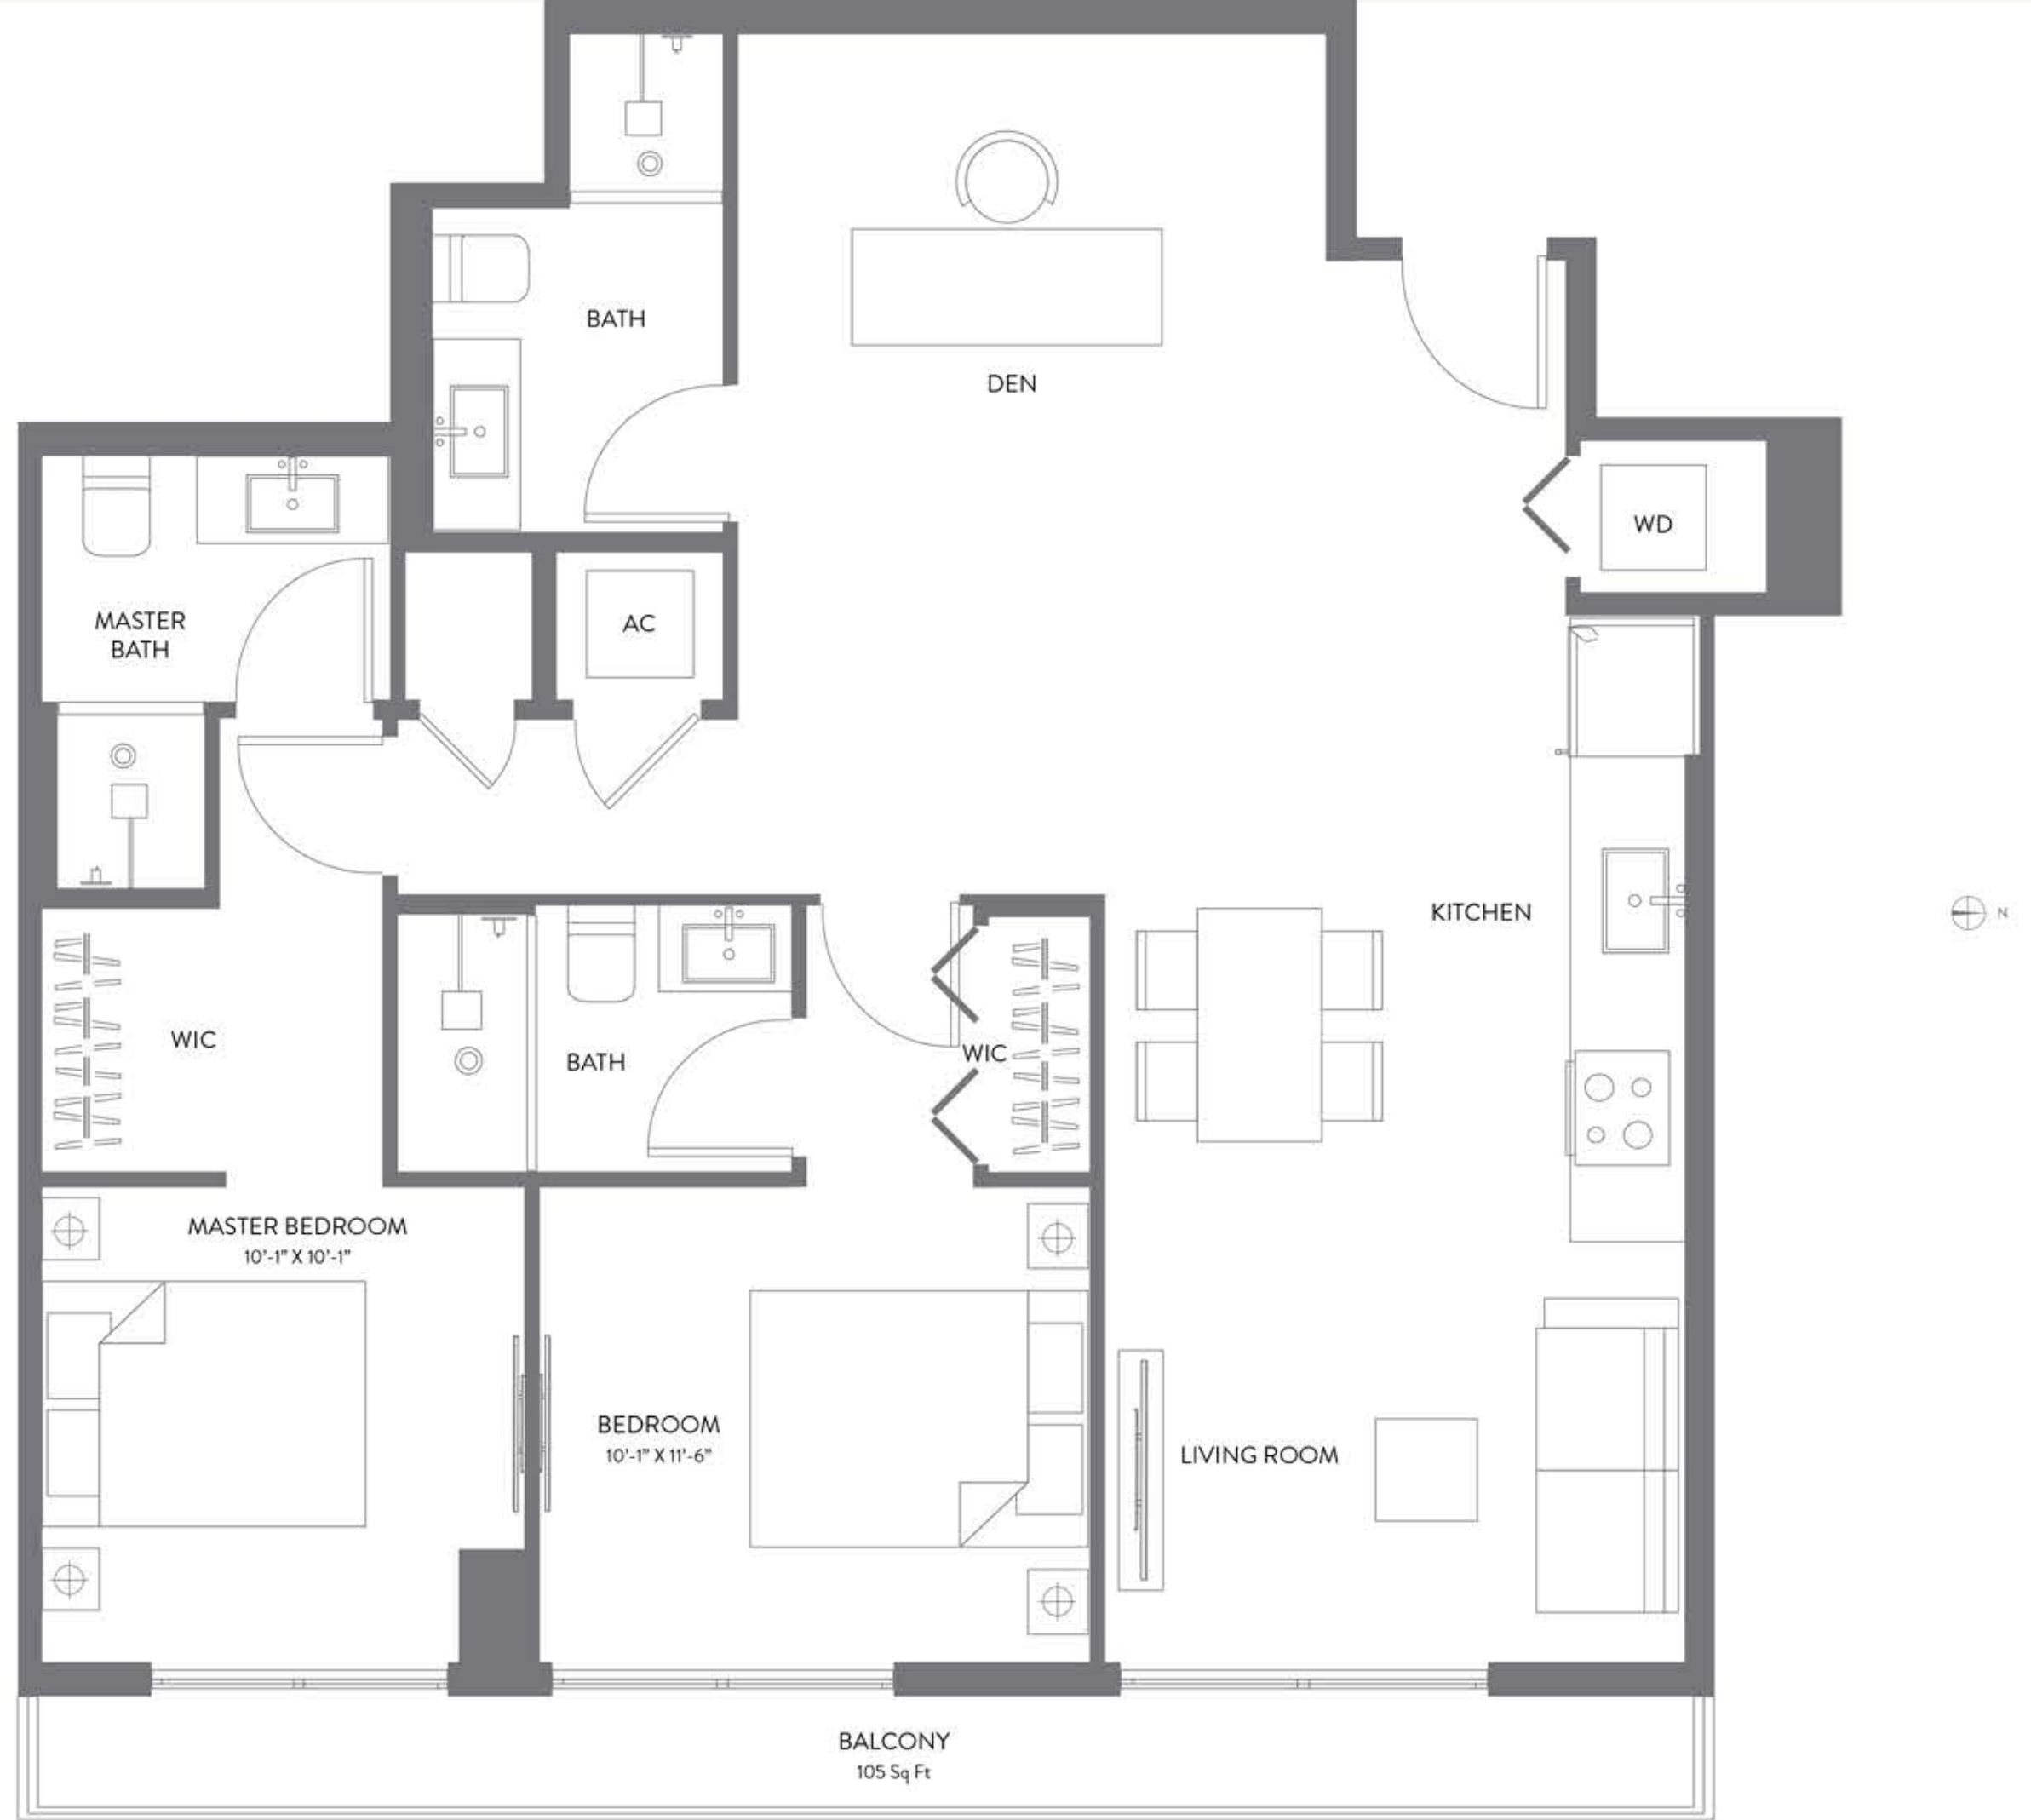 BATH
DEN
WD
MASTER
BATH
AC
KITCHEN
N
WIC
BATH
WIC
MASTER BEDROOM
10'-1" X 10'-1"
BEDROOM
10'-1" X 11'-6"
LIVING ROOM
BALCONY
105 Sq Ft